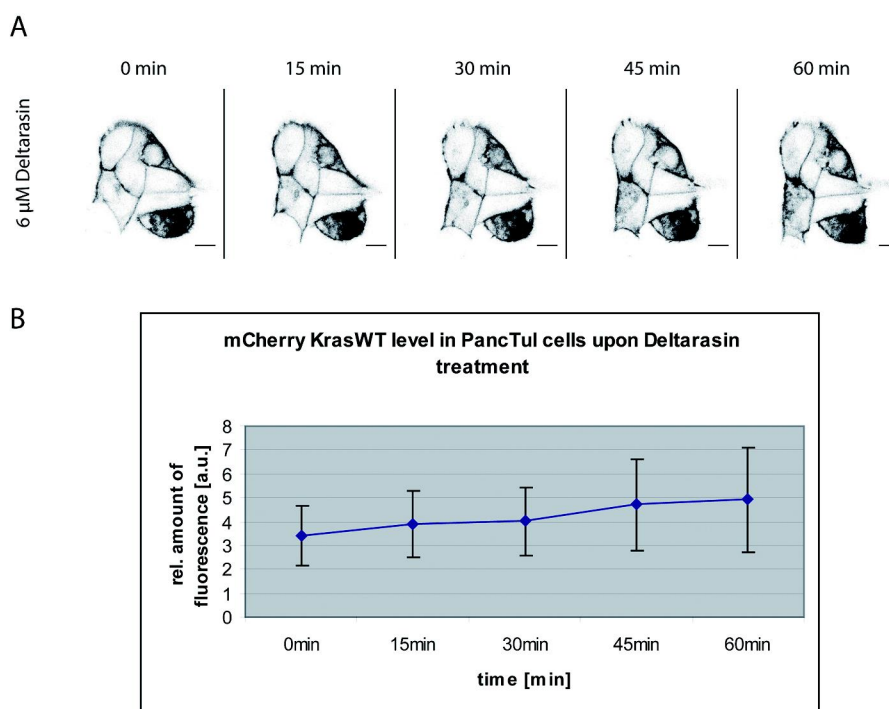 A
0 min 15 min 30 min 45 min 60 min
6 µM Deltarasin
B
mCherry KrasWT level in PancTuI cells upon Deltarasin
treatment
rel. amount of
fluorescence [a.u.]
8
7
6
5
4
3
2
1
0
0min 15min 30min 45min 60min
time [min]